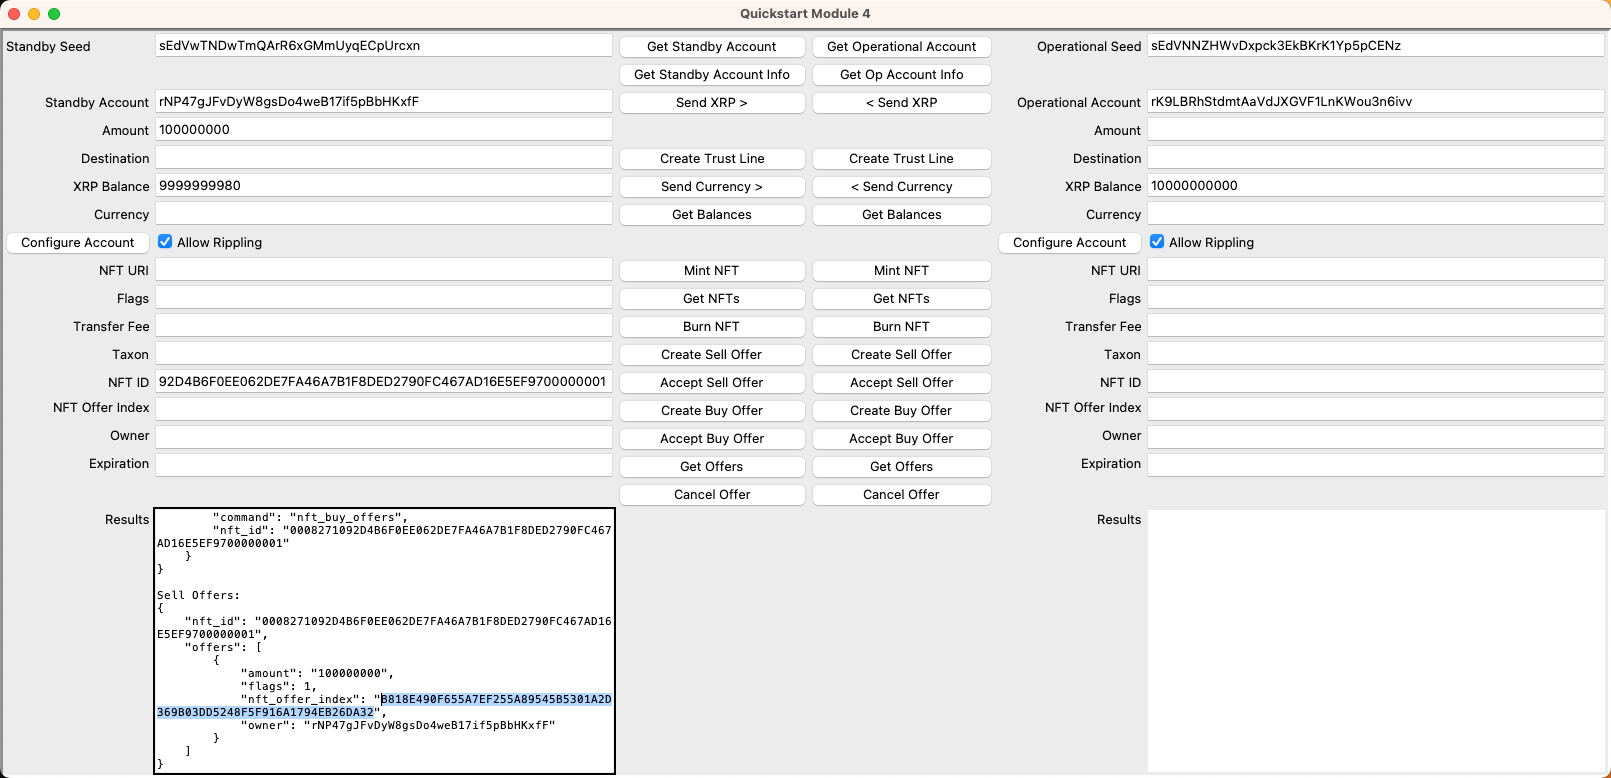 Quickstart Module 4
Standby Seed sEdVwTNDwTmQArR6xGMmUyqECpUrcxn Get Standby Account Get Operational Account Operational Seed sEdVNNZHWvDxpck3EkBKrK1Yp5pCENz
Get Standby Account Info Get Op Account Info
Standby Account rNP47gJFvDyW8gsDo4weB17if5pBbHKxfF Send XRP > < Send XRP Operational Account rK9LBRhStdmtAaVdJXGVF1LnKWou3n6ivv
Amount 100000000 Amount
Destination Create Trust Line Create Trust Line Destination
XRP Balance 9999999980 Send Currency > < Send Currency XRP Balance 10000000000
Currency Get Balances Get Balances Currency
Configure Account Allow Rippling Configure Account Allow Rippling
NFT URI Mint NFT Mint NFT NFT URI
Flags Get NFTs Get NFTs Flags
Transfer Fee Burn NFT Burn NFT Transfer Fee
Taxon Create Sell Offer Create Sell Offer Taxon
NFT ID 92D4B6F0EE062DE7FA46A7B1F8DED2790FC467AD16E5EF9700000001 Accept Sell Offer Accept Sell Offer NFT ID
NFT Offer Index Create Buy Offer Create Buy Offer NFT Offer Index
Owner Accept Buy Offer Accept Buy Offer Owner
Expiration Get Offers Get Offers Expiration
Cancel Offer Cancel Offer
Results Results
"command": "nft_buy_offers",
"nft_id": "0008271092D4B6F0EE062DE7FA46A7B1F8DED2790FC467
AD16E5EF9700000001"
}
}
Sell Offers:
{
"nft_id": "0008271092D4B6F0EE062DE7FA46A7B1F8DED2790FC467AD16
E5EF9700000001",
"offers": [
{
"amount": "100000000",
"flags": 1,
"nft_offer_index": "B818E490F655A7EF255A89545B5301A2D
369B03DD5248F5F916A1794EB26DA32",
"owner": "rNP47gJFvDyW8gsDo4weB17if5pBbHKxfF"
}
]
}